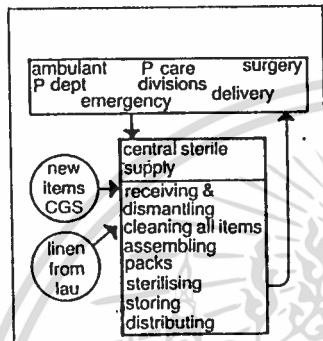 ambulant P care surgery
P dept divisions
emergency delivery
central sterile
supply
new
items
CGS
receiving &
dismantling
cleaning all items
assembling
packs
sterilising
storing
distributing
linen
from
lau